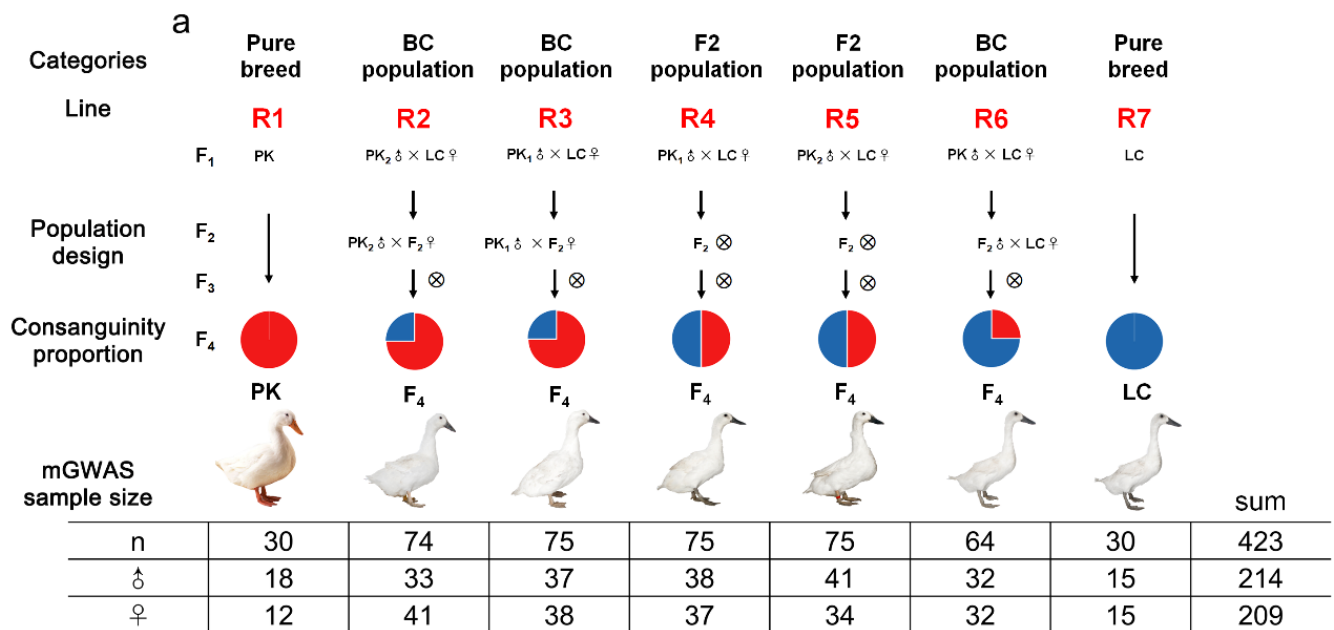 a
Categories
Pure breed
BC population
BC population
F2 population
F2 population
BC population
Pure breed
Line
R1 R2 R3 R4 R5 R6 R7
F₁ PK PK₂♂ × LC♀ PK₁♂ × LC♀ PK₁♂ × LC♀ PK₂♂ × LC♀ PK♂ × LC♀ LC
Population design
F₂ PK₂♂ × F₂♀ PK₁♂ × F₂♀ F₂ ⊗ F₂ ⊗ F₂♂ × LC♀
F₃ ⊗ ⊗ ⊗ ⊗ ⊗
Consanguinity proportion
F₄
PK F₄ F₄ F₄ F₄ F₄ LC
mGWAS sample size
sum
n 30 74 75 75 75 64 30 423
♂ 18 33 37 38 41 32 15 214
♀ 12 41 38 37 34 32 15 209